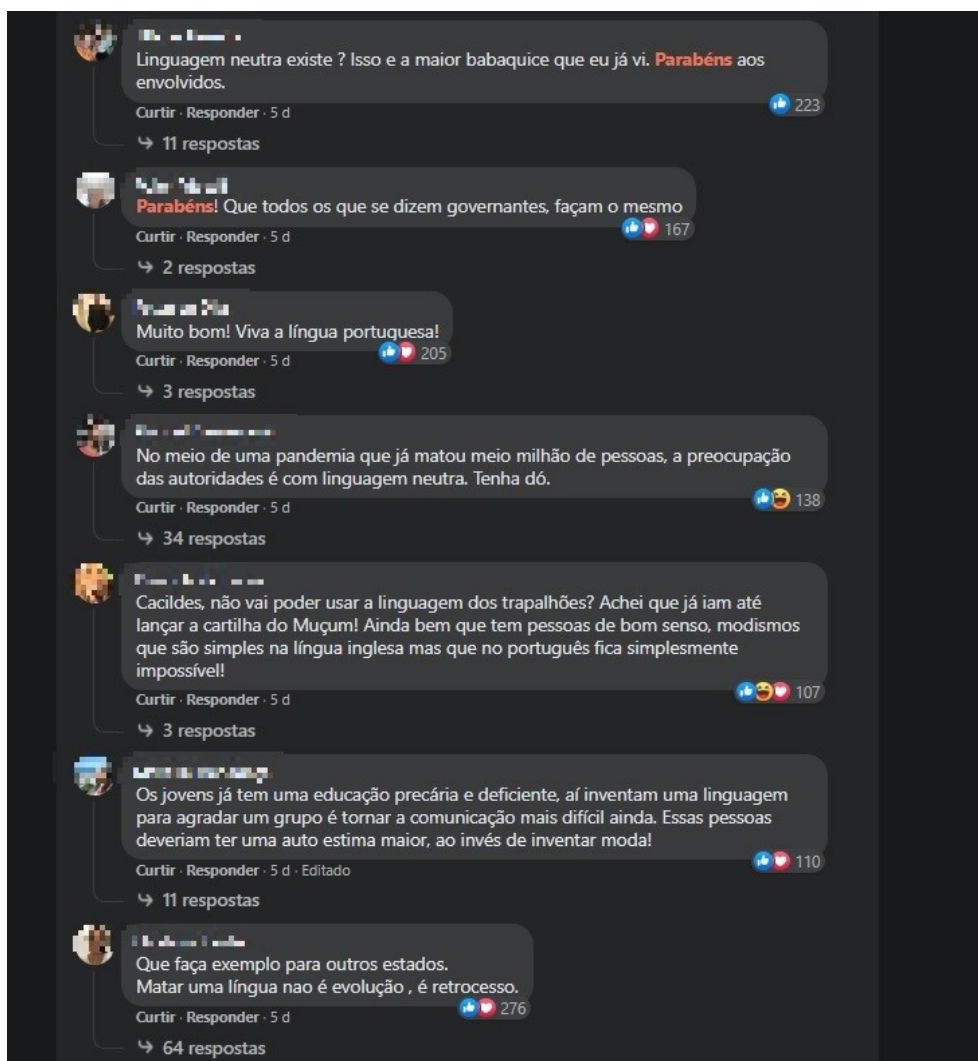 Linguagem neutra existe ? Isso e a maior babaquice que eu já vi. Parabéns aos
envolvidos.
223
Curtir · Responder · 5 d
11 respostas
Parabéns! Que todos os que se dizem governantes, façam o mesmo
167
Curtir · Responder · 5 d
2 respostas
Muito bom! Viva a língua portuguesa!
205
Curtir · Responder · 5 d
3 respostas
No meio de uma pandemia que já matou meio milhão de pessoas, a preocupação
das autoridades é com linguagem neutra. Tenha dó.
138
Curtir · Responder · 5 d
34 respostas
Cacildes, não vai poder usar a linguagem dos trapalhões? Achei que já iam até
lançar a cartilha do Muçum! Ainda bem que tem pessoas de bom senso, modismos
que são simples na língua inglesa mas que no português fica simplesmente
impossível!
107
Curtir · Responder · 5 d
3 respostas
Os jovens já tem uma educação precária e deficiente, aí inventam uma linguagem
para agradar um grupo é tornar a comunicação mais difícil ainda. Essas pessoas
deveriam ter uma auto estima maior, ao invés de inventar moda!
110
Curtir · Responder · 5 d · Editado
11 respostas
Que faça exemplo para outros estados.
Matar uma língua nao é evolução , é retrocesso.
276
Curtir · Responder · 5 d
64 respostas